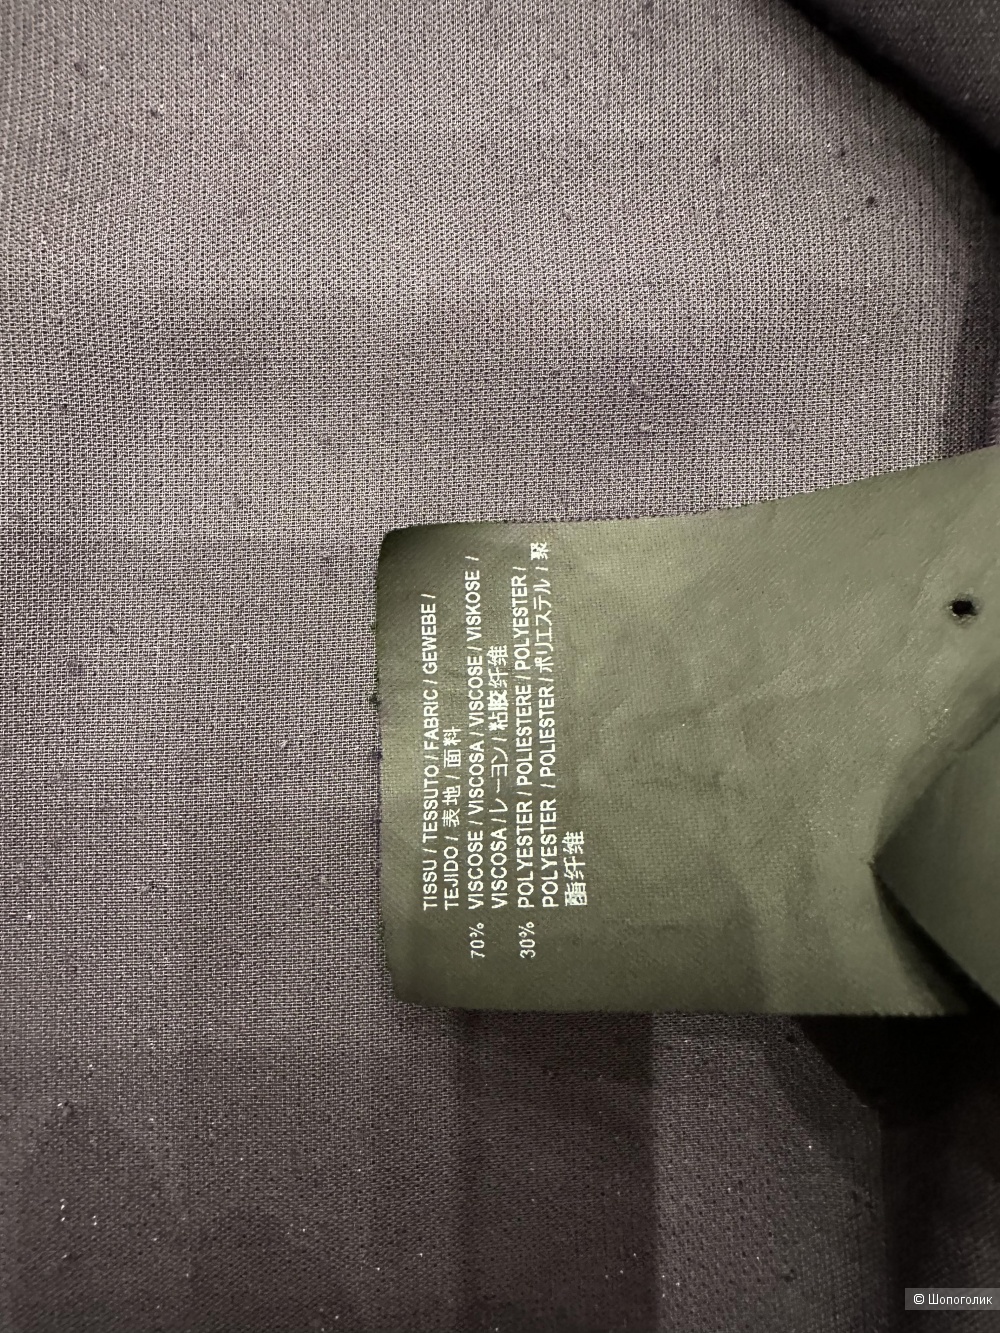 TISSU / TESSUTO / FABRIC / GEWEBE /
TEJIDO / 表地 / 面料
70% VISCOSE / VISCOSA / VISCOSE / VISKOSE /
VISCOSA / レーヨン / 粘胶纤维
30% POLYESTER / POLIESTERE / POLYESTER /
POLYESTER / POLIESTER / ポリエステル / 聚
酯纤维
© Шопоголик